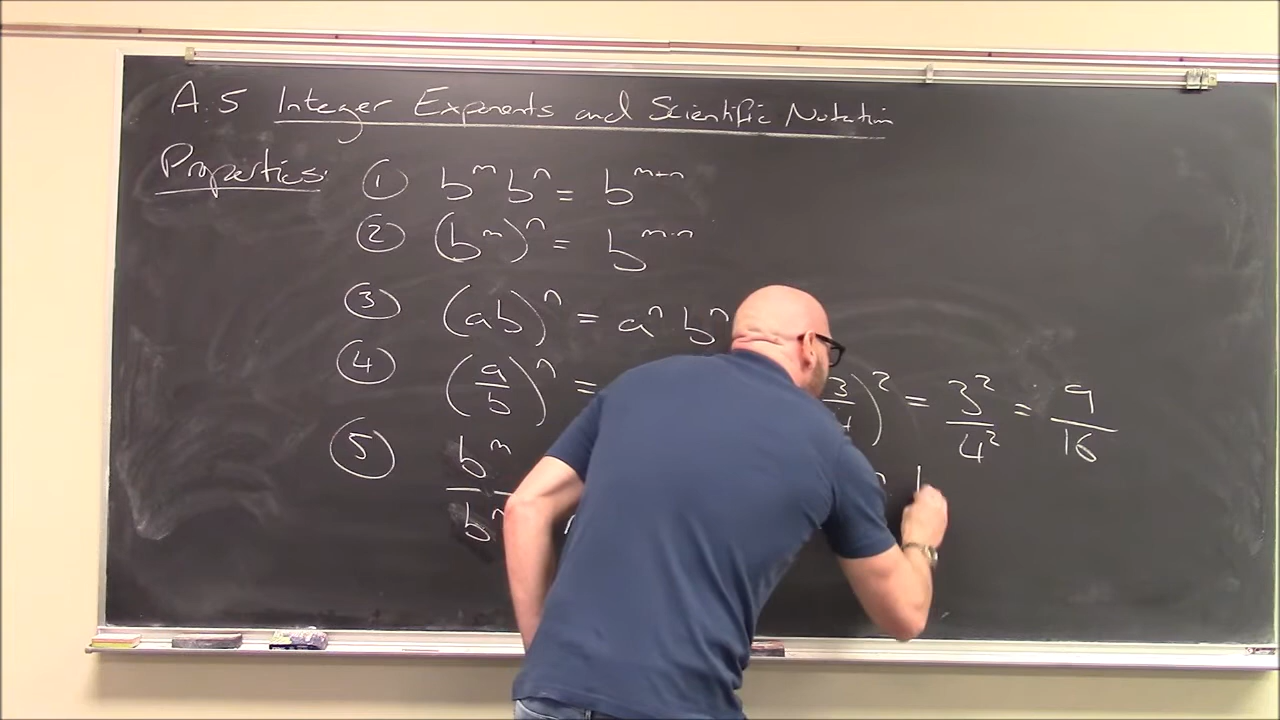 A.5 Integer Exponents and Scientific Notation
Properties:
① b^m b^n = b^{m+n}
② (b^m)^n = b^{m·n}
③ (ab)^n = a^n b^n
④ (a/b)^n = 3/4)^2 = 3^2/4^2 = 9/16
⑤ b^m/b^n